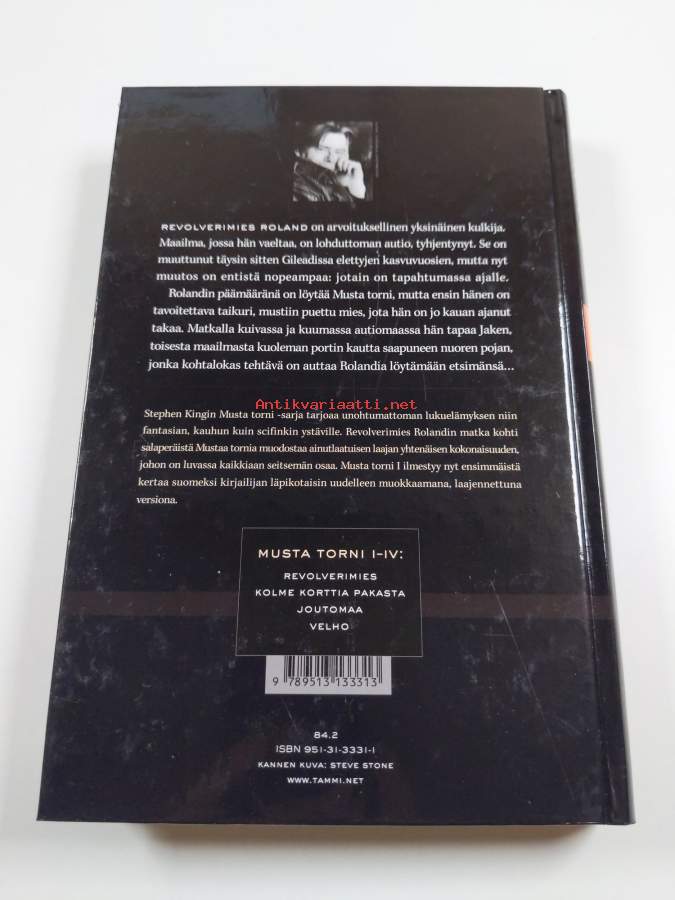 REVOLVERIMIES ROLAND on arvoituksellinen yksinäinen kulkija.
Maailma, jossa hän vaeltaa, on lohduttoman autio, tyhjentynyt. Se on
muuttunut täysin sitten Gileadissa elettyjen kasvuvuosien, mutta nyt
muutos on entistä nopeampaa: jotain on tapahtumassa ajalle.
Rolandin päämääränä on löytää Musta torni, mutta ensin hänen on
tavoitettava taikuri, mustiin puettu mies, jota hän on jo kauan ajanut
takaa. Matkalla kuivassa ja kuumassa autiomaassa hän tapaa Jaken,
toisesta maailmasta kuoleman portin kautta saapuneen nuoren pojan,
jonka kohtalokas tehtävä on auttaa Rolandia löytämään etsimänsä...
Antikvariaatti.net
Stephen Kingin Musta torni -sarja tarjoaa unohtumattoman lukuelämyksen niin
fantasian, kauhun kuin scifinkin ystäville. Revolverimies Rolandin matka kohti
salaperäistä Mustaa tornia muodostaa ainutlaatuisen laajan yhtenäisen kokonaisuuden,
johon on luvassa kaikkiaan seitsemän osaa. Musta torni I ilmestyy nyt ensimmäistä
kertaa suomeksi kirjailijan läpikotaisin uudelleen muokkaamana, laajennettuna
versiona.
MUSTA TORNI I–IV:
REVOLVERIMIES
KOLME KORTTIA PAKASTA
JOUTOMAA
VELHO
9 789513 133313
84.2
ISBN 951-31-3331-1
KANNEN KUVA: STEVE STONE
WWW.TAMMI.NET